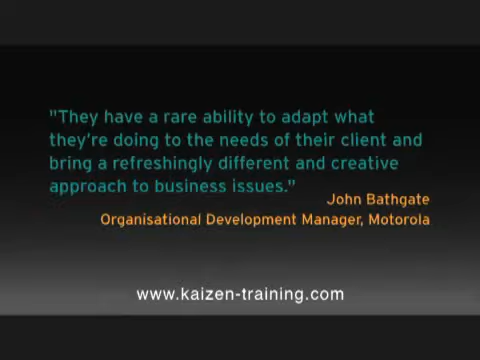 "They have a rare ability to adapt what
they're doing to the needs of their client and
bring a refreshingly different and creative
approach to business issues."
John Bathgate
Organisational Development Manager, Motorola
www.kaizen-training.com